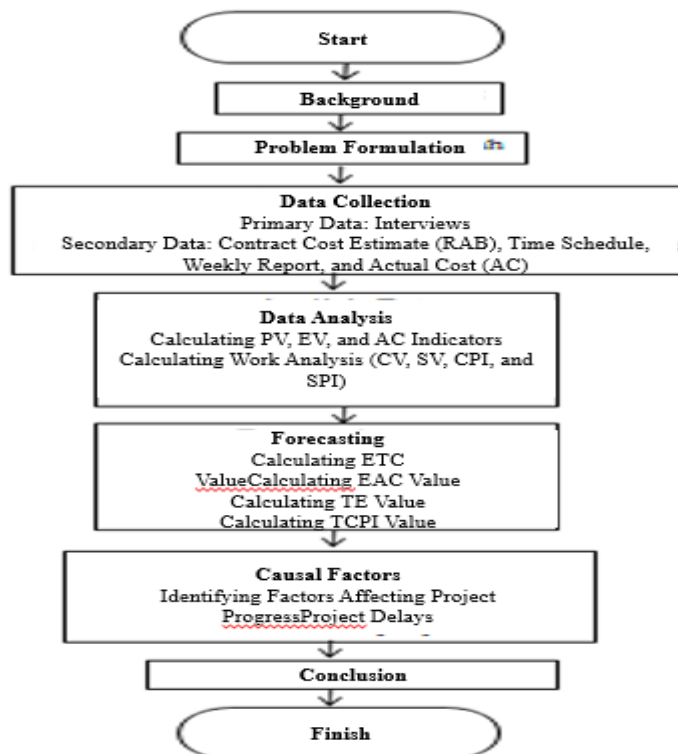 Start
Background
Problem Formulation
Data Collection
Primary Data: Interviews
Secondary Data: Contract Cost Estimate (RAB), Time Schedule,
Weekly Report, and Actual Cost (AC)
Data Analysis
Calculating PV, EV, and AC Indicators
Calculating Work Analysis (CV, SV, CPI, and
SPI)
Forecasting
Calculating ETC
ValueCalculating EAC Value
Calculating TE Value
Calculating TCPI Value
Causal Factors
Identifying Factors Affecting Project
ProgressProject Delays
Conclusion
Finish